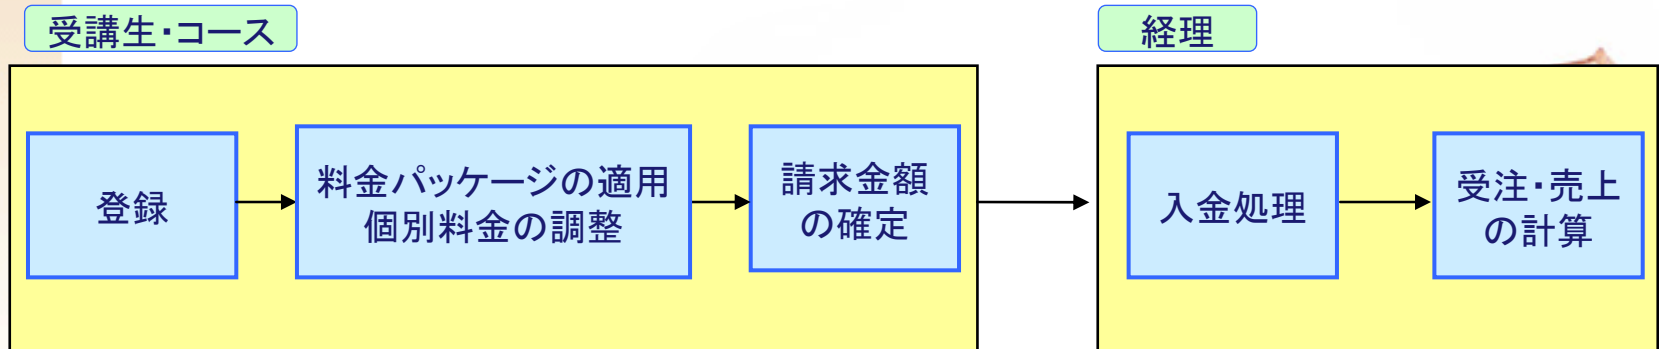 受講生・コース
経理
登録
料金パッケージの適用
個別料金の調整
請求金額
の確定
入金処理
受注・売上
の計算